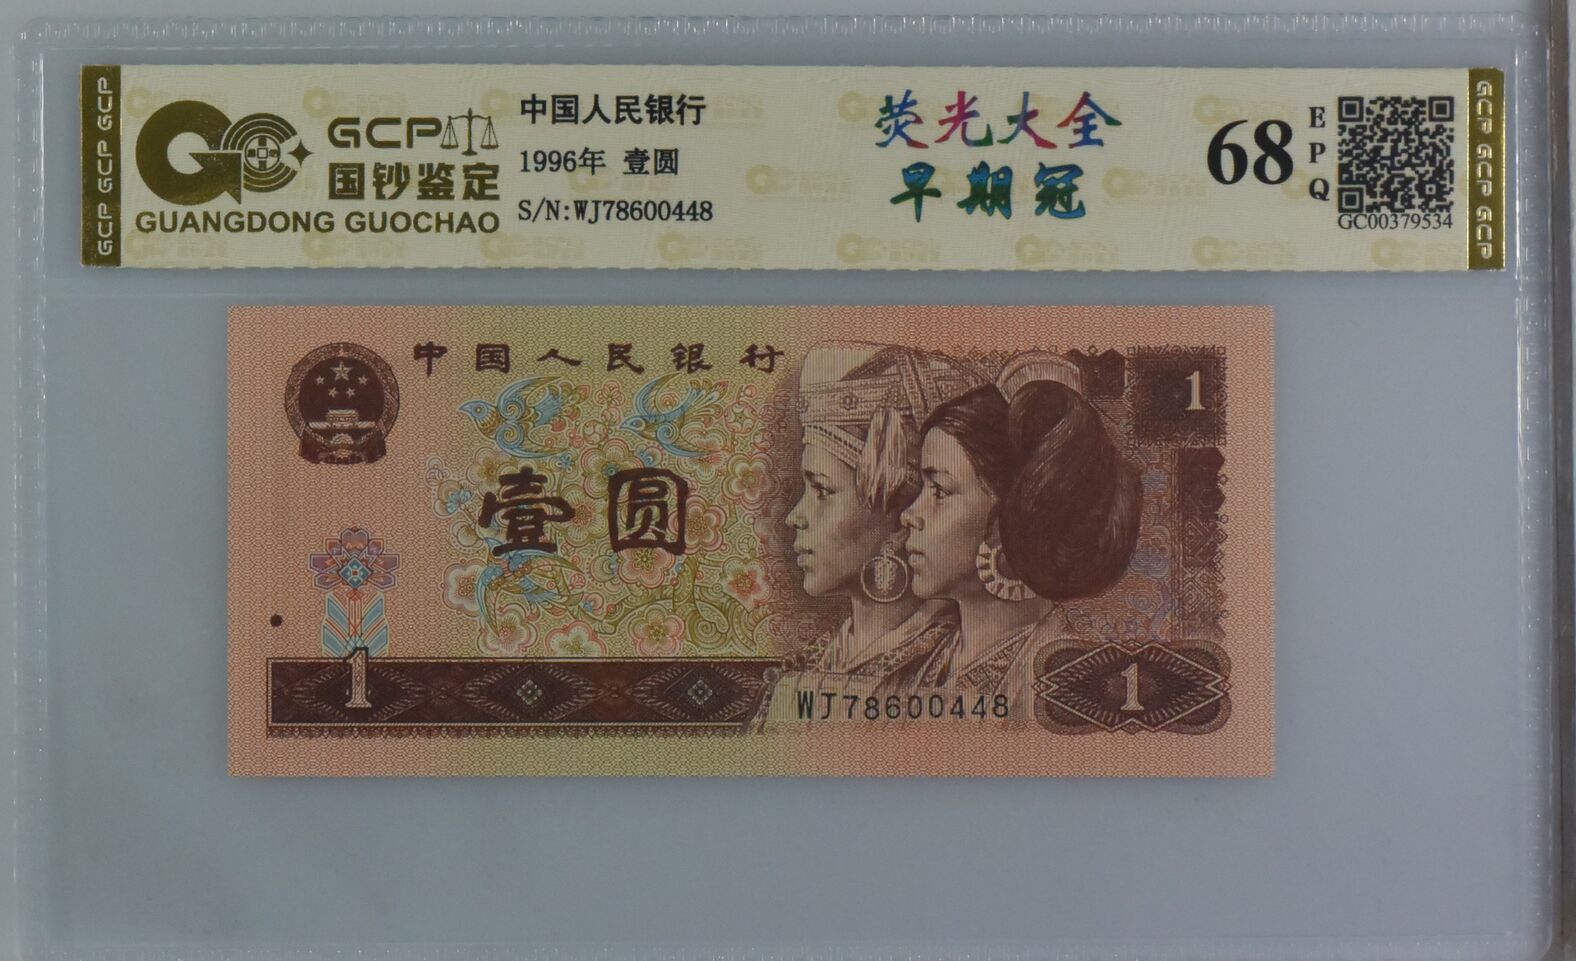 GCP GCP GCP
GCP
国钞鉴定
GUANGDONG GUOCHAO
中国人民银行
1996年 壹圆
S/N:WJ78600448
荧光大全
早期冠
68
EPQ
GC00379534
GCP GCP GCP
中国人民银行
1
壹圆
1
WJ78600448
1